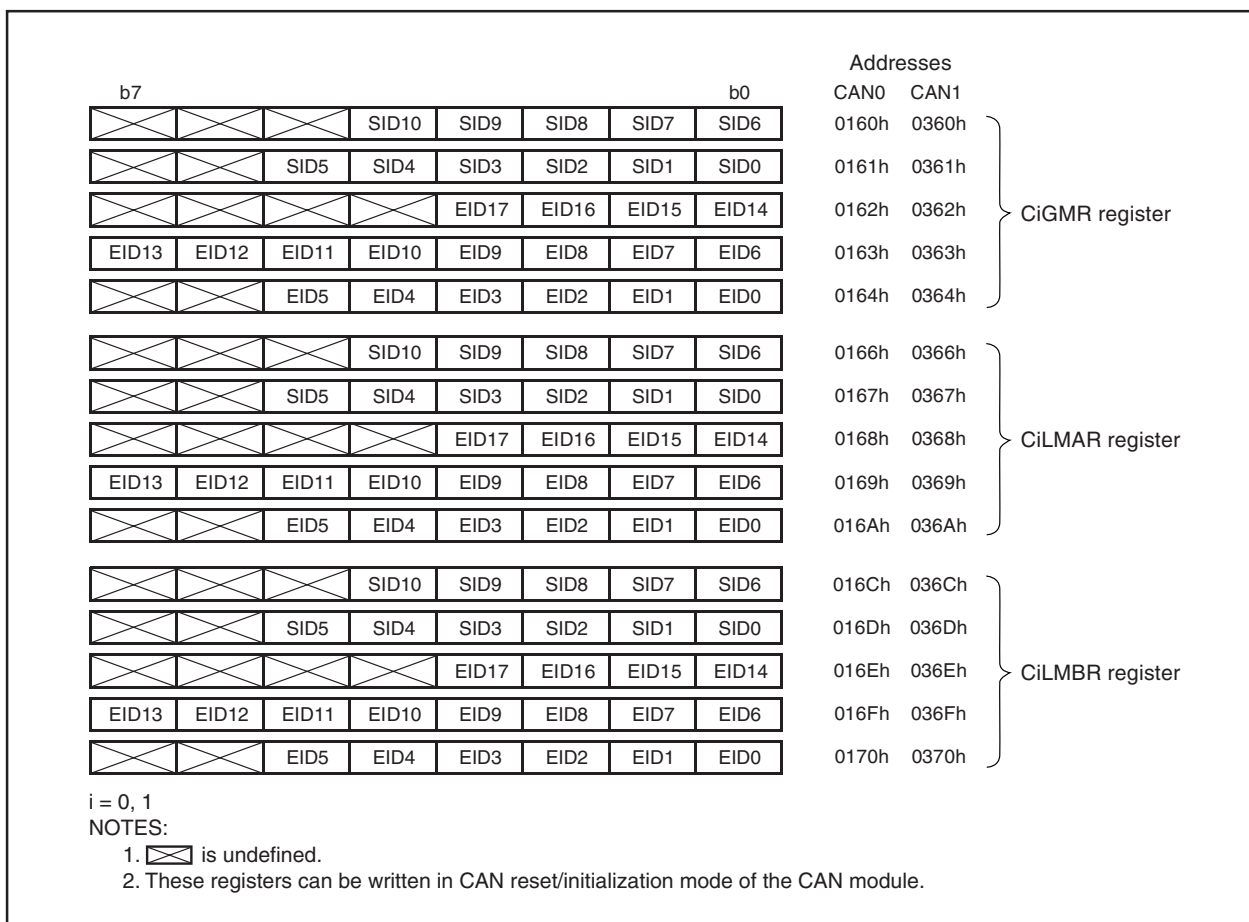 Addresses
b7 b0 CAN0 CAN1
SID10 SID9 SID8 SID7 SID6 0160h 0360h
SID5 SID4 SID3 SID2 SID1 SID0 0161h 0361h
EID17 EID16 EID15 EID14 0162h 0362h CiGMR register
EID13 EID12 EID11 EID10 EID9 EID8 EID7 EID6 0163h 0363h
EID5 EID4 EID3 EID2 EID1 EID0 0164h 0364h
SID10 SID9 SID8 SID7 SID6 0166h 0366h
SID5 SID4 SID3 SID2 SID1 SID0 0167h 0367h
EID17 EID16 EID15 EID14 0168h 0368h CiLMAR register
EID13 EID12 EID11 EID10 EID9 EID8 EID7 EID6 0169h 0369h
EID5 EID4 EID3 EID2 EID1 EID0 016Ah 036Ah
SID10 SID9 SID8 SID7 SID6 016Ch 036Ch
SID5 SID4 SID3 SID2 SID1 SID0 016Dh 036Dh
EID17 EID16 EID15 EID14 016Eh 036Eh CiLMBR register
EID13 EID12 EID11 EID10 EID9 EID8 EID7 EID6 016Fh 036Fh
EID5 EID4 EID3 EID2 EID1 EID0 0170h 0370h
i = 0, 1
NOTES:
1. is undefined.
2. These registers can be written in CAN reset/initialization mode of the CAN module.